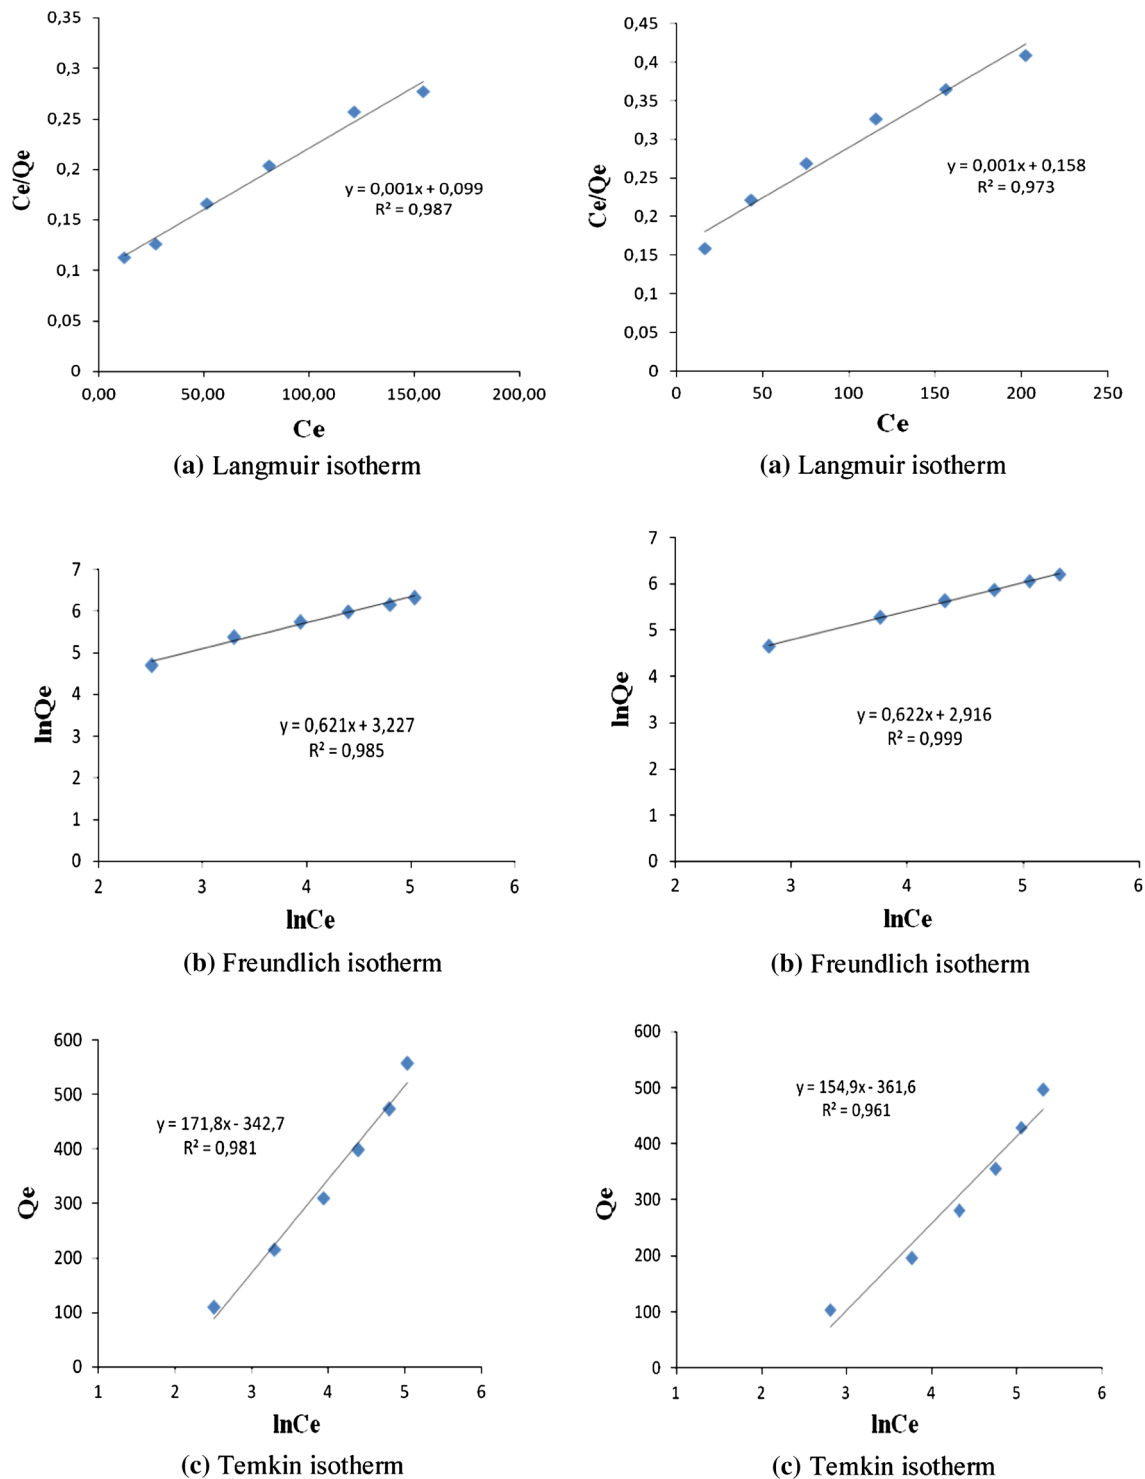 0,35
0,3
0,25
0,2
0,15
0,1
0,05
0
Ce/Qe
y = 0,001x + 0,099
R² = 0,987
0,00 50,00 100,00 150,00 200,00
Ce
(a) Langmuir isotherm
0,45
0,4
0,35
0,3
0,25
0,2
0,15
0,1
0,05
0
Ce/Qe
y = 0,001x + 0,158
R² = 0,973
0 50 100 150 200 250
Ce
(a) Langmuir isotherm
7
6
5
4
3
2
1
0
lnQe
y = 0,621x + 3,227
R² = 0,985
2 3 4 5 6
lnCe
(b) Freundlich isotherm
7
6
5
4
3
2
1
0
lnQe
y = 0,622x + 2,916
R² = 0,999
2 3 4 5 6
lnCe
(b) Freundlich isotherm
600
500
400
300
200
100
0
Qe
y = 171,8x - 342,7
R² = 0,981
1 2 3 4 5 6
lnCe
(c) Temkin isotherm
600
500
400
300
200
100
0
Qe
y = 154,9x - 361,6
R² = 0,961
1 2 3 4 5 6
lnCe
(c) Temkin isotherm